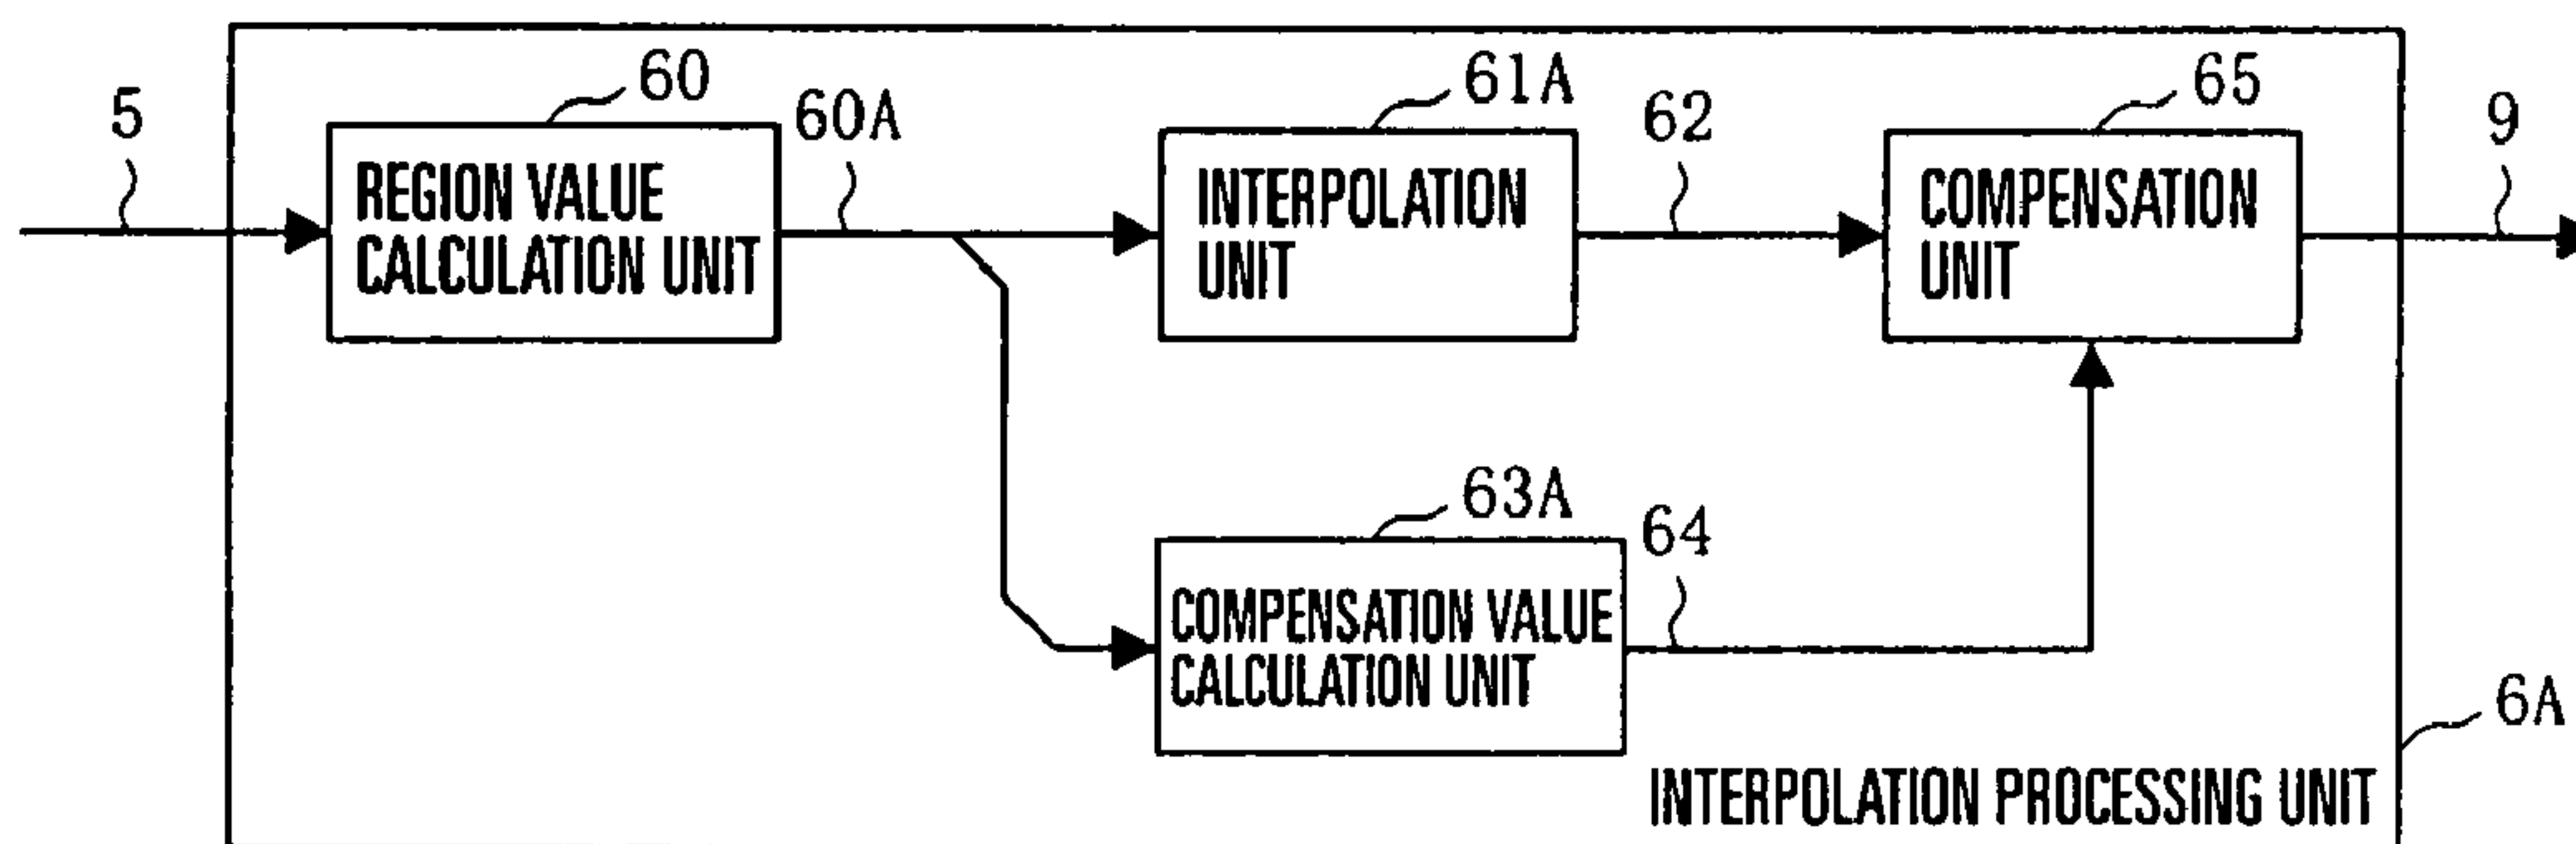 5
60
60A
61A
62
65
9
REGION VALUE
CALCULATION UNIT
INTERPOLATION
UNIT
COMPENSATION
UNIT
63A
64
COMPENSATION VALUE
CALCULATION UNIT
6A
INTERPOLATION PROCESSING UNIT